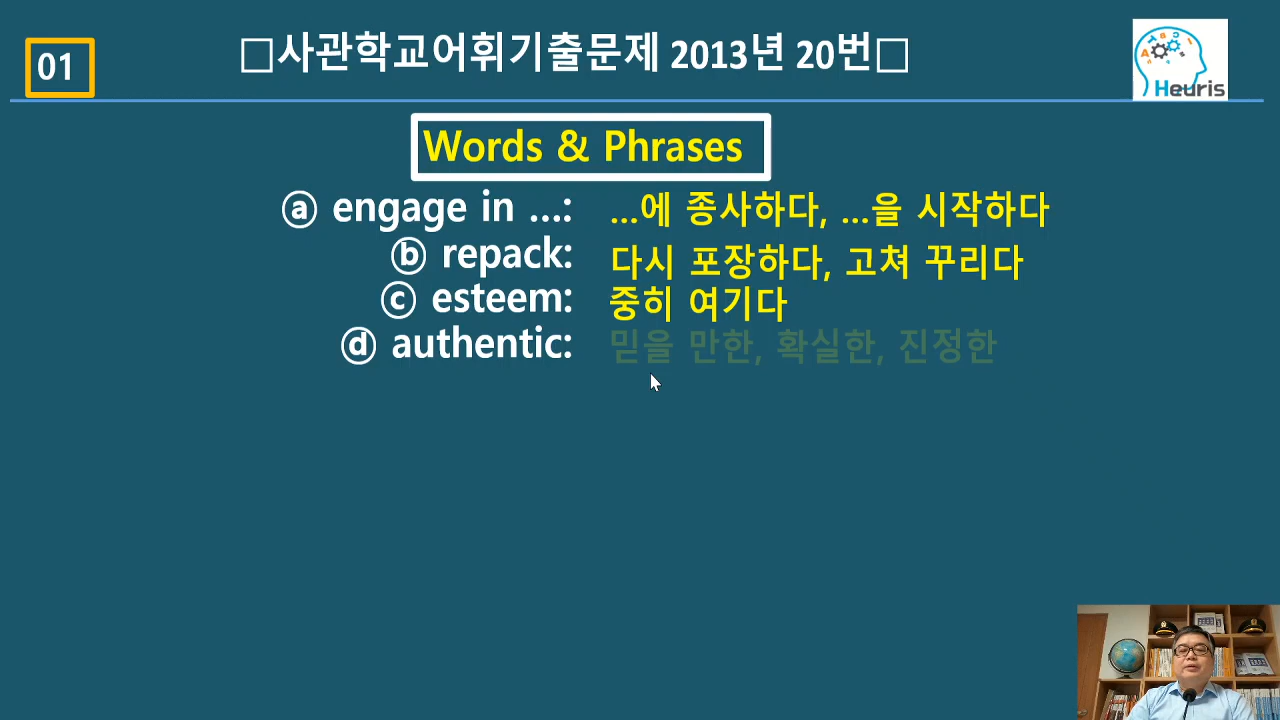 01
□사관학교어휘기출문제 2013년 20번□
Heuris
Words & Phrases
ⓐ engage in ...: ...에 종사하다, ...을 시작하다
ⓑ repack: 다시 포장하다, 고쳐 꾸리다
ⓒ esteem: 중히 여기다
ⓓ authentic: 믿을 만한, 확실한, 진정한